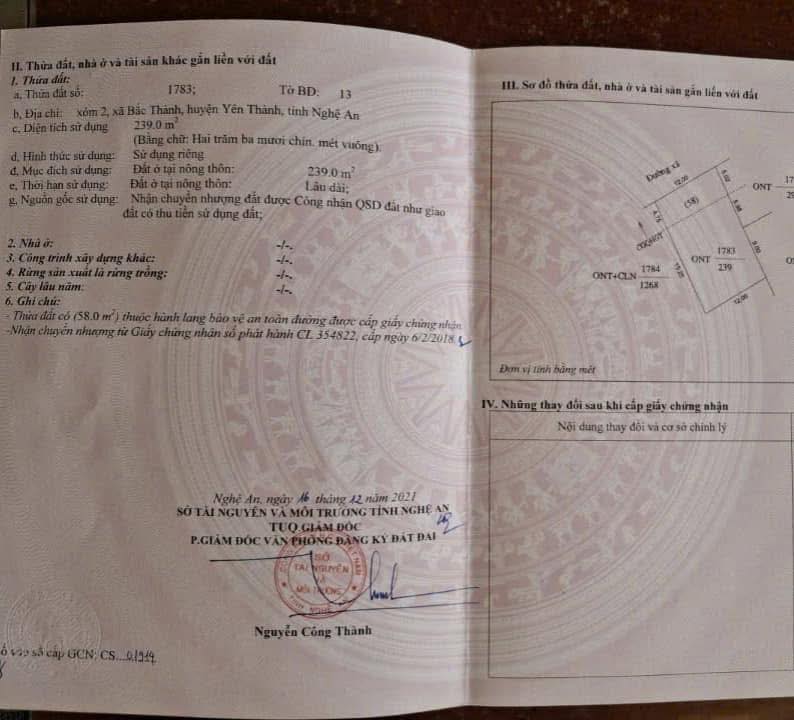 II. Thửa đất, nhà ở và tài sản khác gắn liền với đất
1. Thửa đất:
a, Thửa đất số: 1783; Tờ BĐ: 13
b, Địa chỉ: xóm 2, xã Bắc Thành, huyện Yên Thành, tỉnh Nghệ An
c, Diện tích sử dụng 239.0 m²
(Bằng chữ: Hai trăm ba mươi chín. mét vuông).
d, Hình thức sử dụng: Sử dụng riêng
đ, Mục đích sử dụng: Đất ở tại nông thôn: 239.0 m²
e, Thời hạn sử dụng: Đất ở tại nông thôn: Lâu dài;
g, Nguồn gốc sử dụng: Nhận chuyển nhượng đất được Công nhận QSD đất như giao
đất có thu tiền sử dụng đất;
2. Nhà ở: -/-.
3. Công trình xây dựng khác: -/-.
4. Rừng sản xuất là rừng trồng: -/-.
5. Cây lâu năm: -/-.
6. Ghi chú:
- Thửa đất có (58.0 m²) thuộc hành lang bảo vệ an toàn đường được cấp giấy chứng nhận.
-Nhận chuyển nhượng từ Giấy chứng nhận số phát hành CL 354822, cấp ngày 6/2/2018.
Nghệ An, ngày 16 tháng 12 năm 2021
SỞ TÀI NGUYÊN VÀ MÔI TRƯỜNG TỈNH NGHỆ AN
TUQ.GIÁM ĐỐC
P.GIÁM ĐỐC VĂN PHÒNG ĐĂNG KÝ ĐẤT ĐAI
SỞ
TÀI NGUYÊN
VÀ
MÔI TRƯỜNG
Nguyễn Công Thành
ố vào sổ cấp GCN: CS...01914
III. Sơ đồ thửa đất, nhà ở và tài sản gắn liền với đất
Đường xã
12.00
(58)
ONT
CGQHGT
ONT 1783
239
ONT+CLN 1784
1268
12.00
Đơn vị tính bằng mét
IV. Những thay đổi sau khi cấp giấy chứng nhận
Nội dung thay đổi và cơ sở chỉnh lý